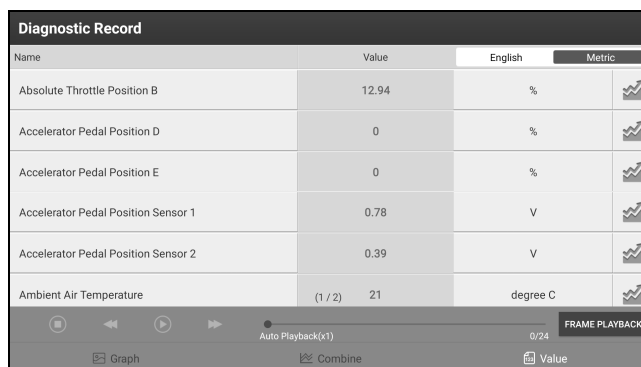 Diagnostic Record
Name Value English Metric
Absolute Throttle Position B 12.94 %
Accelerator Pedal Position D 0 %
Accelerator Pedal Position E 0 %
Accelerator Pedal Position Sensor 1 0.78 V
Accelerator Pedal Position Sensor 2 0.39 V
Ambient Air Temperature (1 / 2) 21 degree C
Auto Playback(x1) 0/24 FRAME PLAYBACK
Graph Combine 123 Value